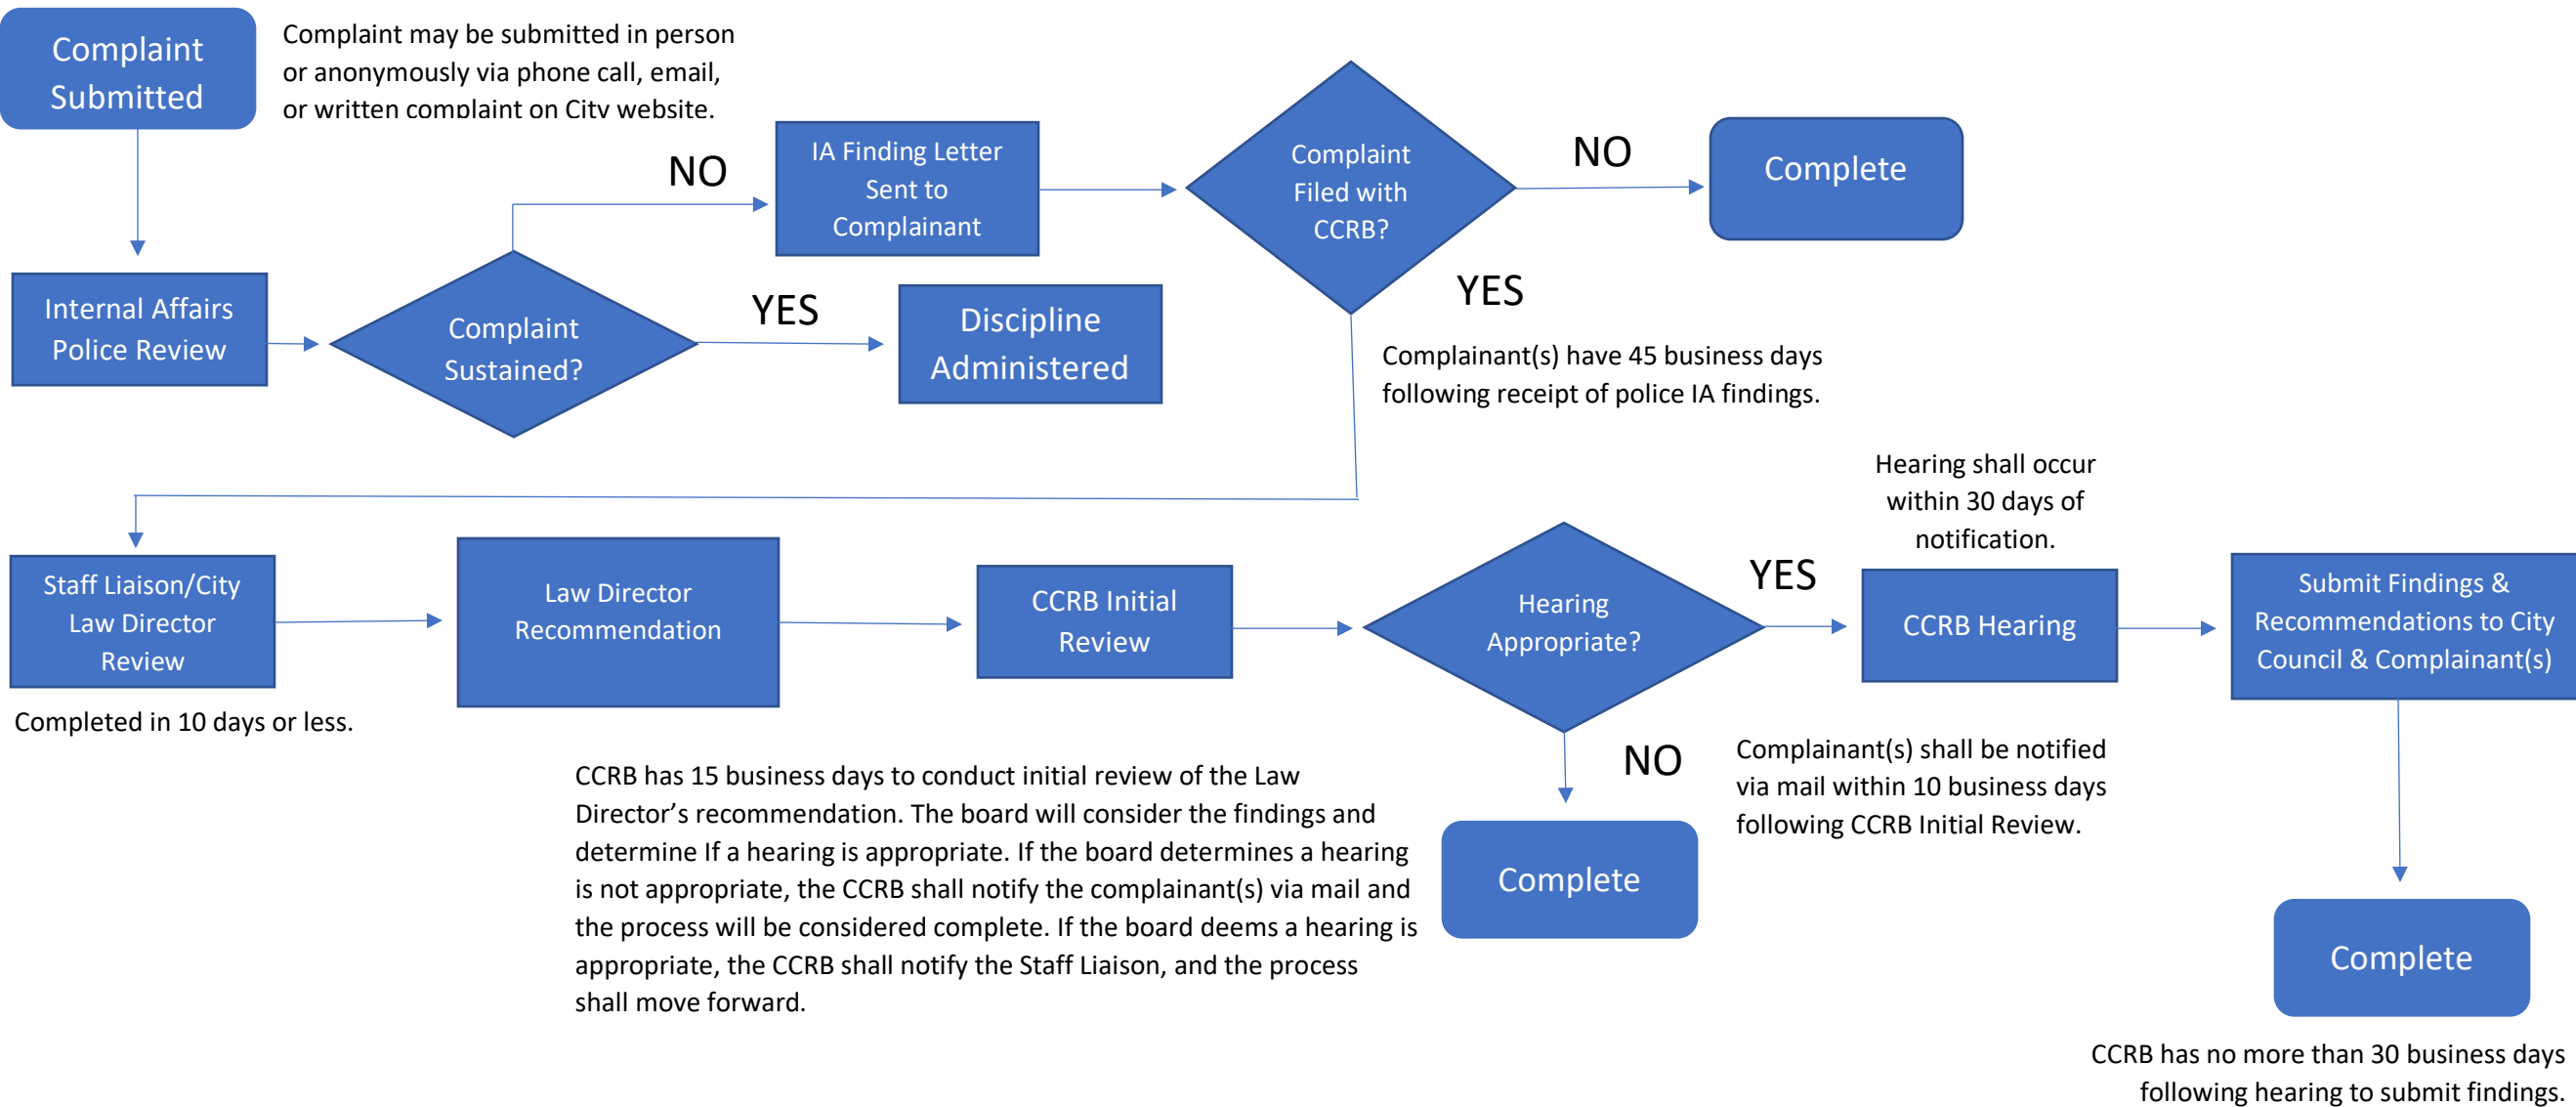 Complaint
Submitted
Complaint may be submitted in person
or anonymously via phone call, email,
or written complaint on City website.
NO
IA Finding Letter
Sent to
Complainant
Complaint
Filed with
CCRB?
NO
Complete
Internal Affairs
Police Review
Complaint
Sustained?
YES
Discipline
Administered
YES
Complainant(s) have 45 business days
following receipt of police IA findings.
Staff Liaison/City
Law Director
Review
Completed in 10 days or less.
Law Director
Recommendation
CCRB Initial
Review
CCRB has 15 business days to conduct initial review of the Law
Director’s recommendation. The board will consider the findings and
determine If a hearing is appropriate. If the board determines a hearing
is not appropriate, the CCRB shall notify the complainant(s) via mail and
the process will be considered complete. If the board deems a hearing is
appropriate, the CCRB shall notify the Staff Liaison, and the process
shall move forward.
Hearing
Appropriate?
NO
Complete
YES
Hearing shall occur
within 30 days of
notification.
CCRB Hearing
Complainant(s) shall be notified
via mail within 10 business days
following CCRB Initial Review.
Submit Findings &
Recommendations to City
Council & Complainant(s)
Complete
CCRB has no more than 30 business days
following hearing to submit findings.